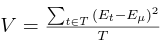 V = \frac{\sum_{t \in T} (E_t - E_\mu)^2}{T}